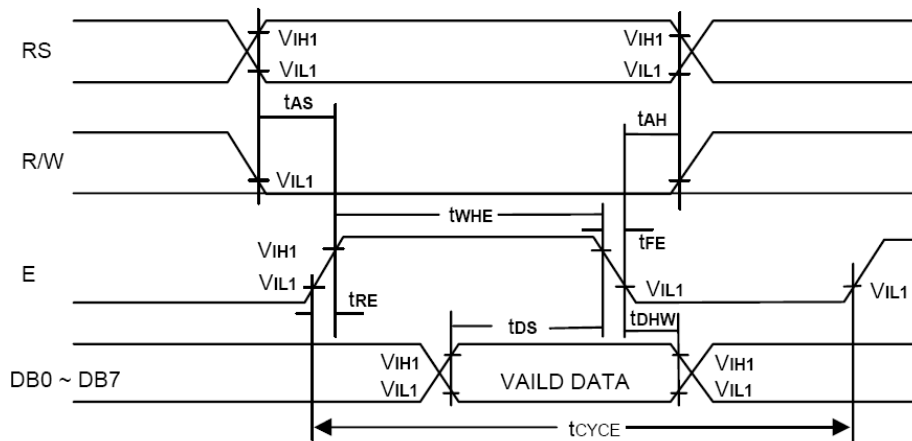 RS
VIH1
VIH1
VIL1
VIL1
tAS
tAH
R/W
VIL1
tWHE
VIH1
tFE
E
VIL1
VIL1
VIL1
tRE
tDS
tDHW
DB0 ~ DB7
VIH1
VIH1
VIL1
VAILD DATA
VIL1
tCYCE